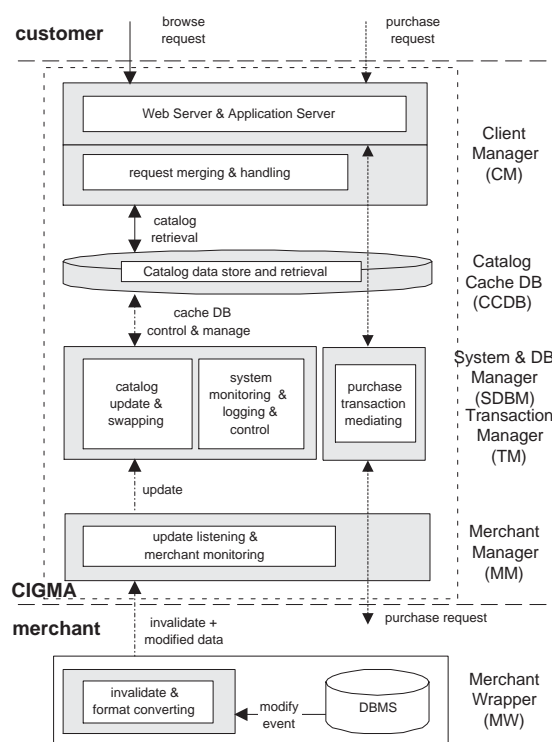 browse
request
purchase
request
customer
Web Server & Application Server
request merging & handling
Client
Manager
(CM)
catalog
retrieval
Catalog data store and retrieval
Catalog
Cache DB
(CCDB)
cache DB
control & manage
catalog
update &
swapping
system
monitoring &
logging &
control
purchase
transaction
mediating
System & DB
Manager
(SDBM)
Transaction
Manager
(TM)
update
update listening &
merchant monitoring
Merchant
Manager
(MM)
CIGMA
merchant
invalidate +
modified data
purchase request
invalidate &
format converting
modify
event
DBMS
Merchant
Wrapper
(MW)